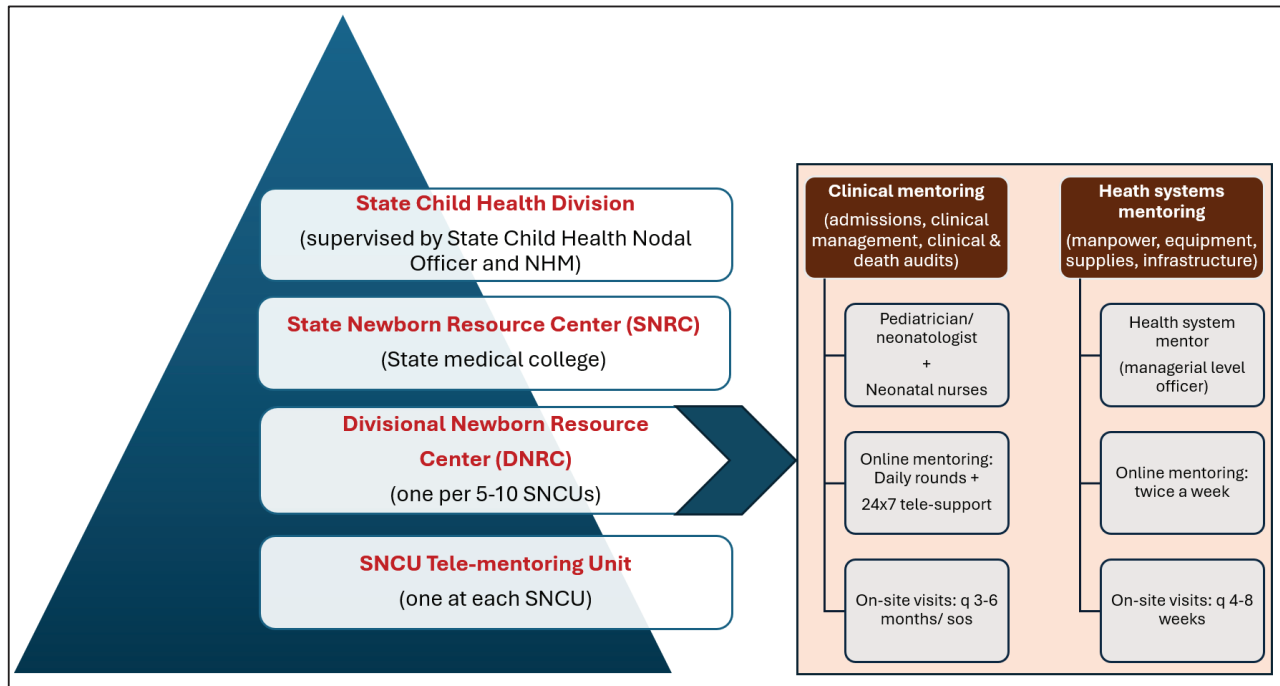 State Child Health Division
(supervised by State Child Health Nodal
Officer and NHM)
State Newborn Resource Center (SNRC)
(State medical college)
Divisional Newborn Resource
Center (DNRC)
(one per 5-10 SNCUs)
SNCU Tele-mentoring Unit
(one at each SNCU)
Clinical mentoring
(admissions, clinical
management, clinical &
death audits)
Pediatrician/
neonatologist
+
Neonatal nurses
Online mentoring:
Daily rounds +
24x7 tele-support
On-site visits: q 3-6
months/ sos
Heath systems
mentoring
(manpower, equipment,
supplies, infrastructure)
Health system
mentor
(managerial level
officer)
Online mentoring:
twice a week
On-site visits: q 4-8
weeks